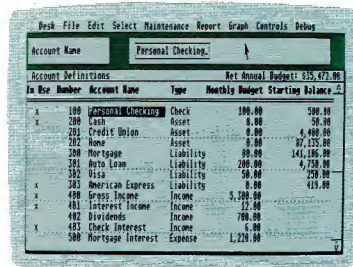 Desk File Edit Select Maintenance Report Graph Controls Debug
Account Name Personal Checking
Account Definitions Net Annual Budget: $35,472.00
In Use Number Account Name Type Monthly Budget Starting Balance
x 100 Personal Checking Check 100.00 500.00
x 200 Cash Asset 0.00 50.00
201 Credit Union Asset 0.00 4,400.00
202 Home Asset 0.00 87,135.00
300 Mortgage Liability 60.00 141,186.00
301 Auto Loan Liability 200.00 4,750.00
302 Visa Liability 50.00 250.00
x 303 American Express Liability 0.00 419.00
x 400 Gross Income Income 5,300.00
x 401 Interest Income Income 12.00
402 Dividends Income 700.00
x 403 Check Interest Income 6.00
500 Mortgage Interest Expense 1,220.00